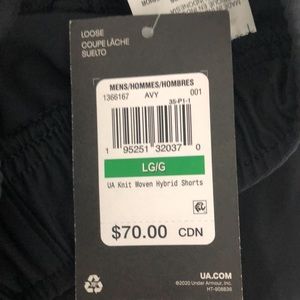 LOOSE
COUPE LÂCHE
SUELTO
MENS/HOMMES/HOMBRES
1366167 AVY 001
35-P1-1
1 95251 32037 0
LG/G
UA Knit Woven Hybrid Shorts
$70.00 CDN
UA.COM
©2020 Under Armour, Inc.
HT-908836